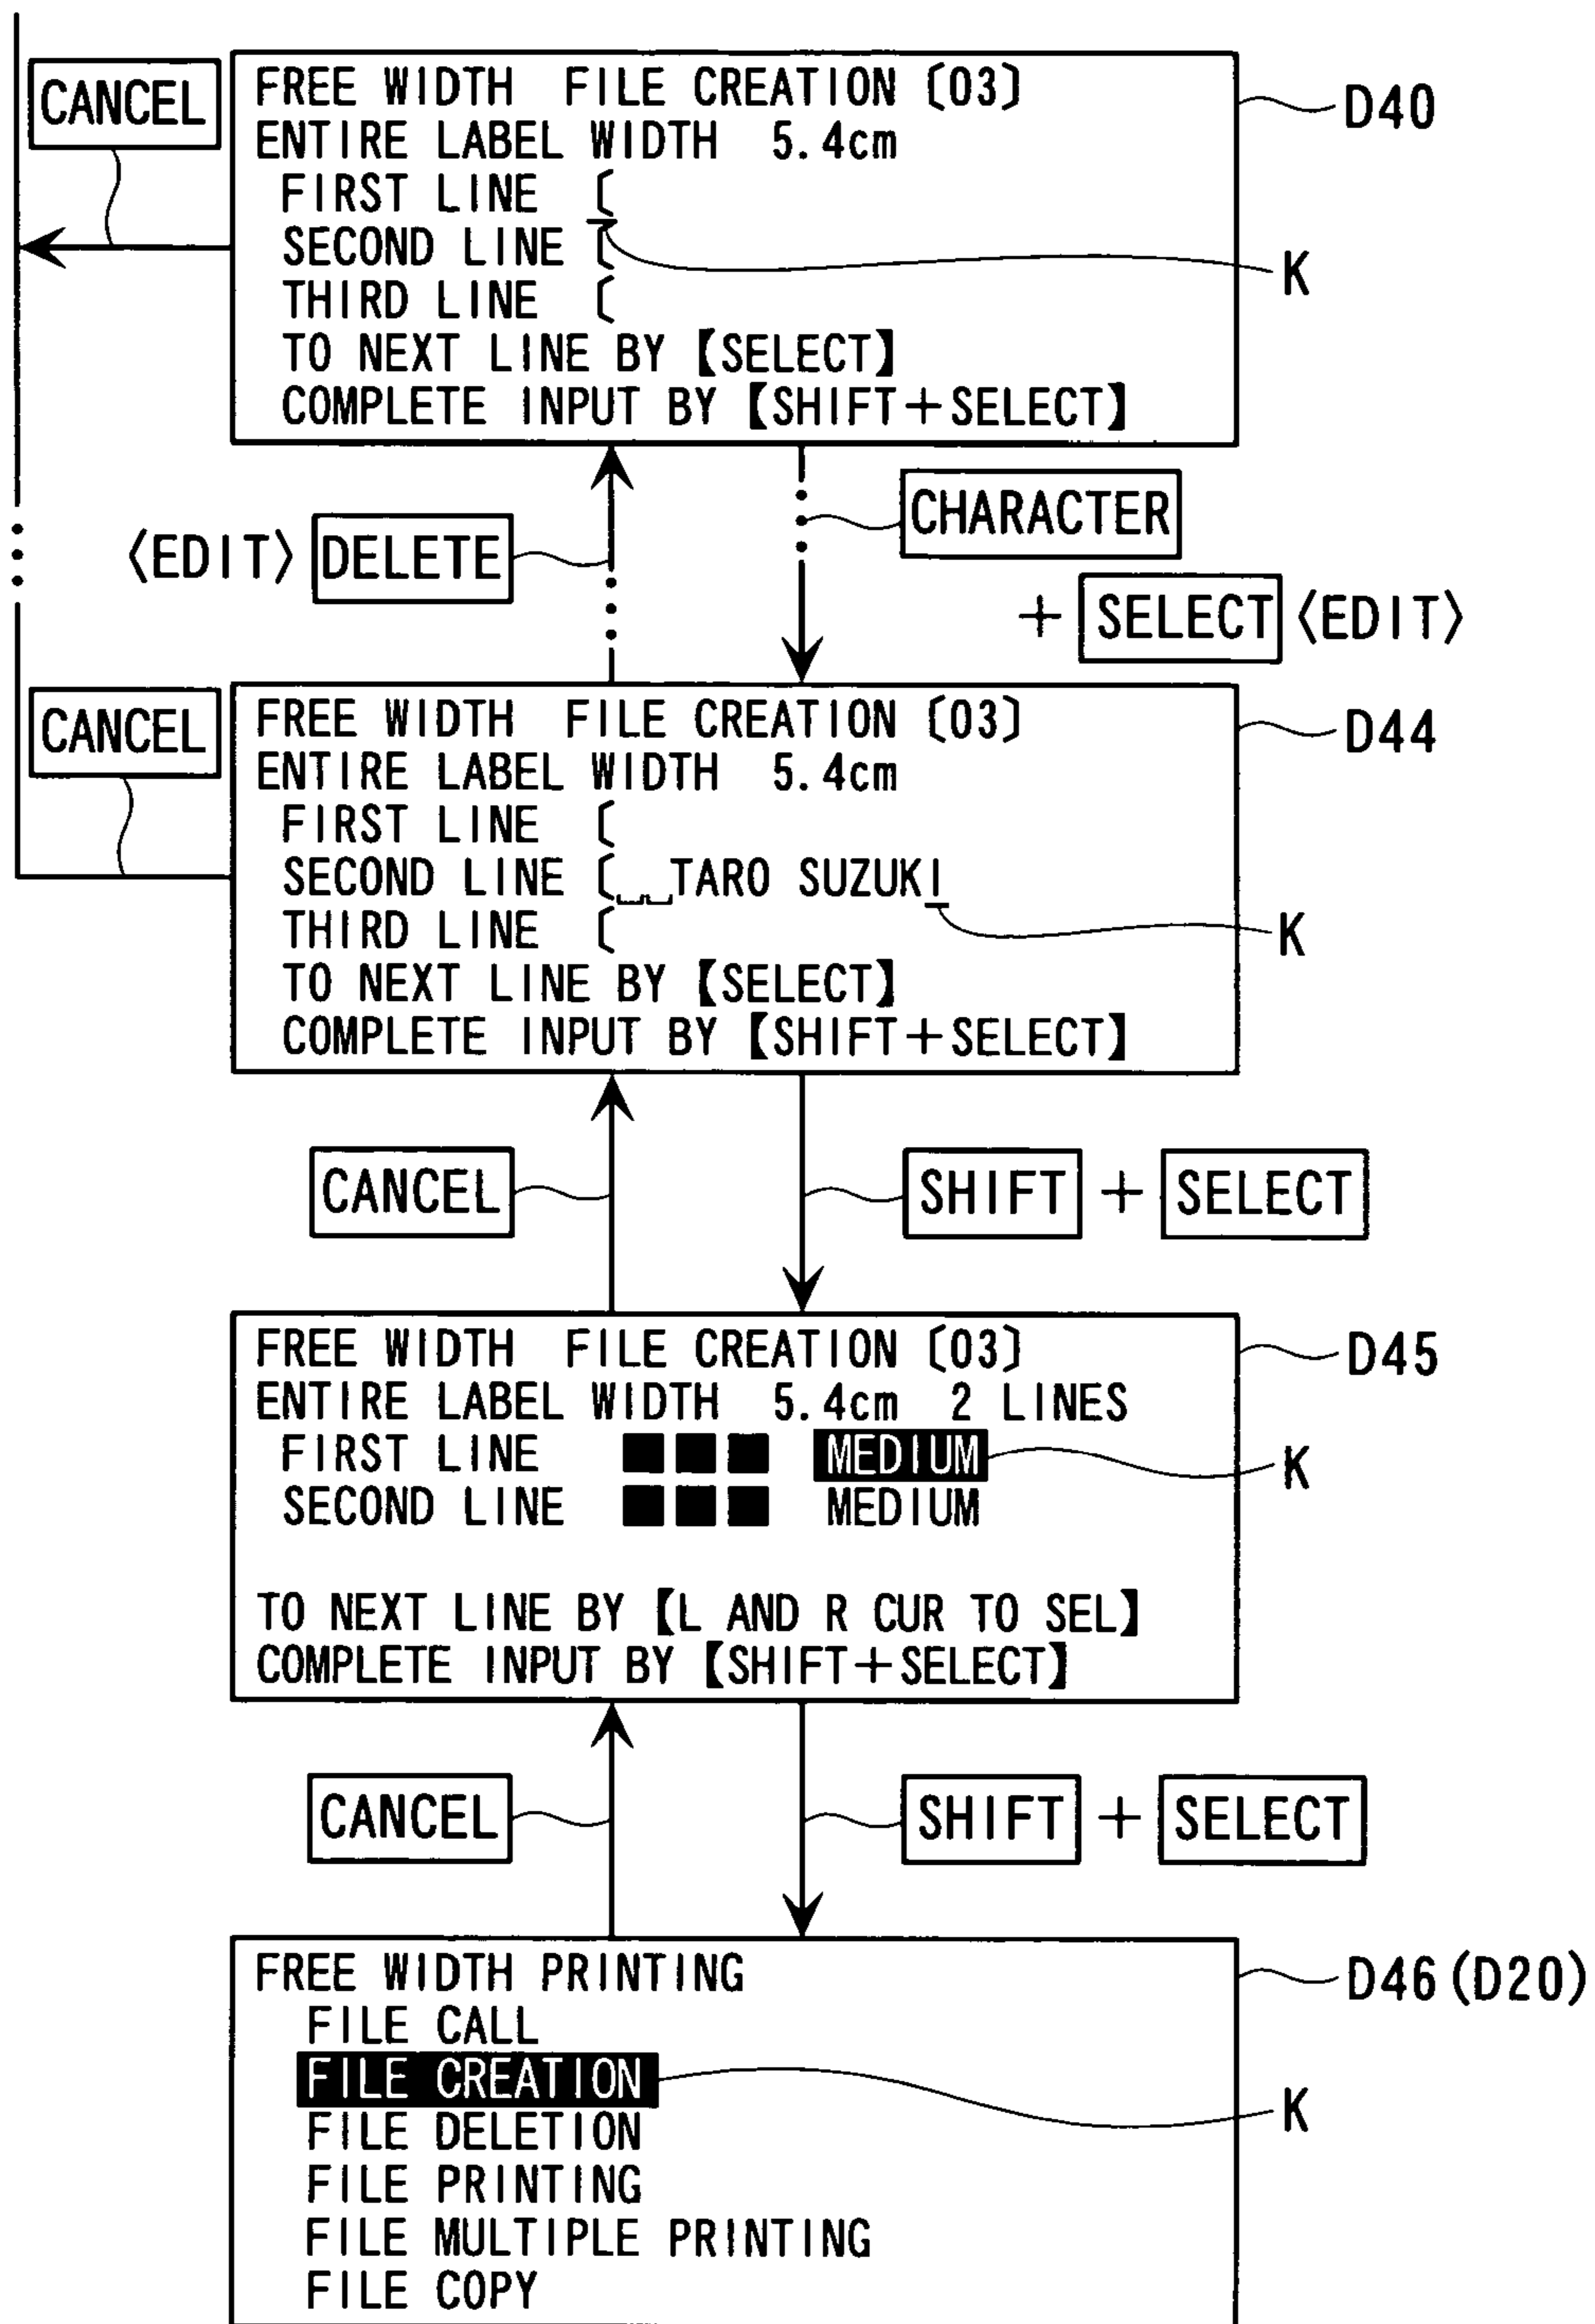 CANCEL
FREE WIDTH  FILE CREATION [03]
D40
ENTIRE LABEL WIDTH  5.4cm
FIRST LINE  [
SECOND LINE [
K
THIRD LINE  [
TO NEXT LINE BY 【SELECT】
COMPLETE INPUT BY 【SHIFT+SELECT】
〈EDIT〉 DELETE
CHARACTER
+ SELECT 〈EDIT〉
CANCEL
FREE WIDTH  FILE CREATION [03]
D44
ENTIRE LABEL WIDTH  5.4cm
FIRST LINE  [
SECOND LINE [␣␣TARO SUZUKI
THIRD LINE  [
K
TO NEXT LINE BY 【SELECT】
COMPLETE INPUT BY 【SHIFT+SELECT】
CANCEL
SHIFT + SELECT
FREE WIDTH  FILE CREATION [03]
D45
ENTIRE LABEL WIDTH  5.4cm  2 LINES
FIRST LINE  ■■■  MEDIUM
K
SECOND LINE  ■■■  MEDIUM
TO NEXT LINE BY 【L AND R CUR TO SEL】
COMPLETE INPUT BY 【SHIFT+SELECT】
CANCEL
SHIFT + SELECT
FREE WIDTH PRINTING
D46(D20)
FILE CALL
FILE CREATION
K
FILE DELETION
FILE PRINTING
FILE MULTIPLE PRINTING
FILE COPY